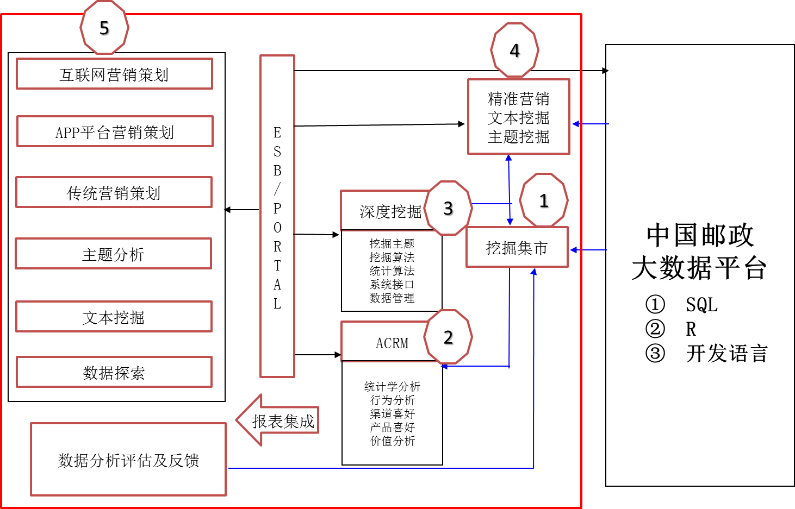 5
互联网营销策划
APP平台营销策划
传统营销策划
主题分析
文本挖掘
数据探索
数据分析评估及反馈
E
S
B
/
P
O
R
T
A
L
报表集成
4
精准营销
文本挖掘
主题挖掘
3
深度挖掘
挖掘主题
挖掘算法
统计算法
系统接口
数据管理
1
挖掘集市
2
ACRM
统计学分析
行为分析
渠道喜好
产品喜好
价值分析
中国邮政
大数据平台
① SQL
② R
③ 开发语言